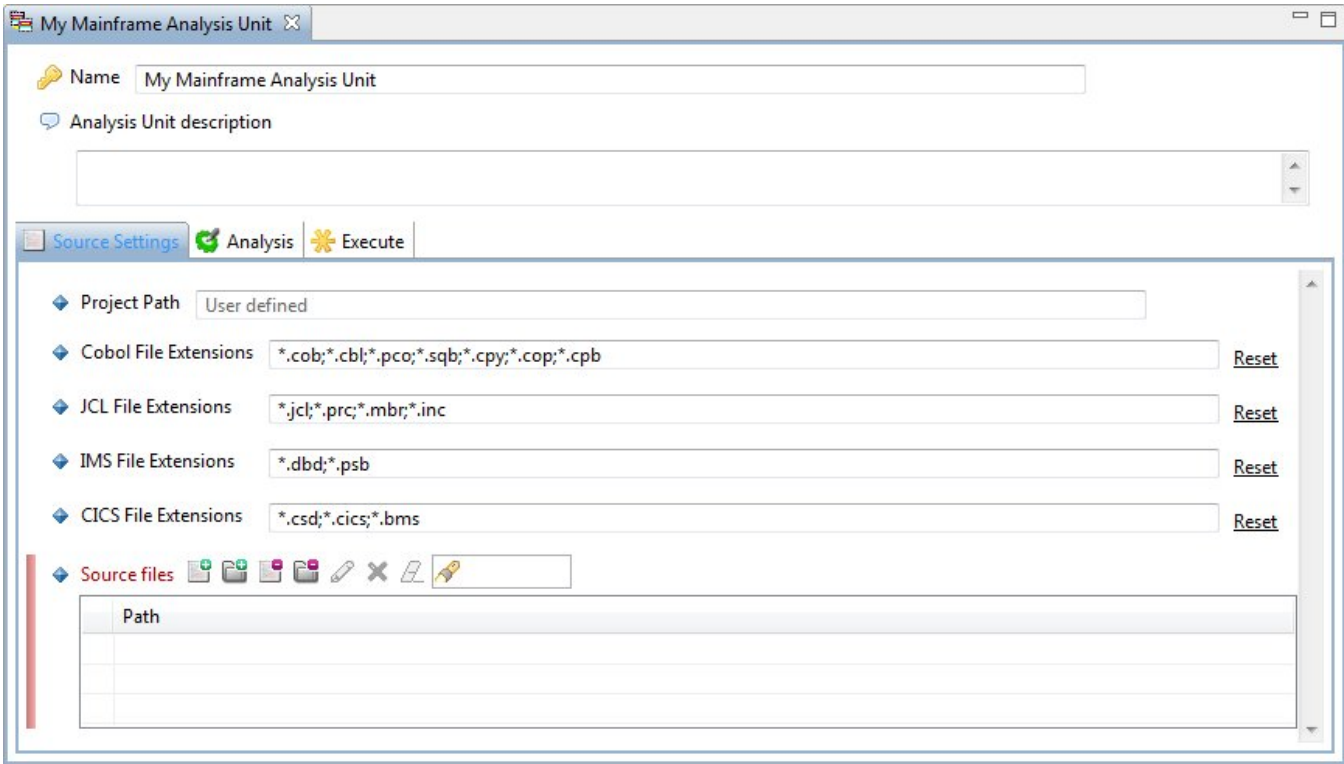 My Mainframe Analysis Unit
Name My Mainframe Analysis Unit
Analysis Unit description
Source Settings Analysis Execute
Project Path User defined
Cobol File Extensions *.cob;*.cbl;*.pco;*.sqb;*.cpy;*.cop;*.cpb Reset
JCL File Extensions *.jcl;*.prc;*.mbr;*.inc Reset
IMS File Extensions *.dbd;*.psb Reset
CICS File Extensions *.csd;*.cics;*.bms Reset
Source files
Path